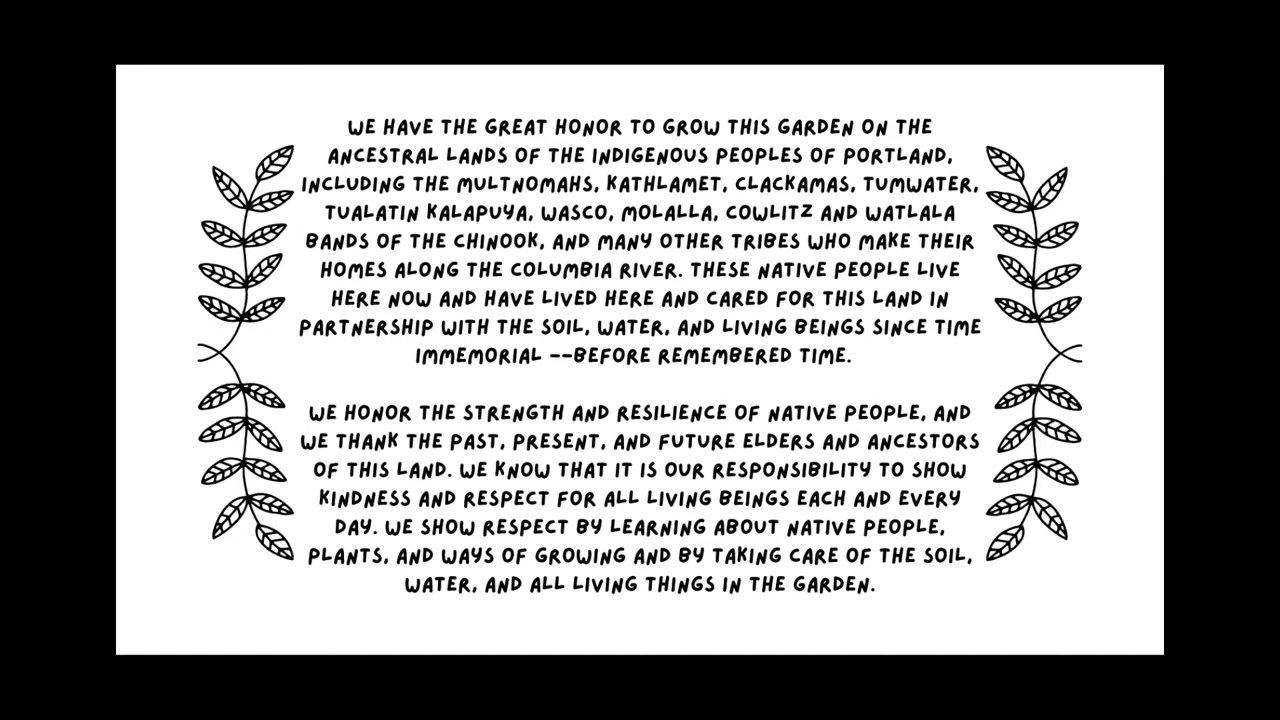 WE HAVE THE GREAT HONOR TO GROW THIS GARDEN ON THE
ANCESTRAL LANDS OF THE INDIGENOUS PEOPLES OF PORTLAND,
INCLUDING THE MULTNOMAHS, KATHLAMET, CLACKAMAS, TUMWATER,
TUALATIN KALAPUYA, WASCO, MOLALLA, COWLITZ AND WATLALA
BANDS OF THE CHINOOK, AND MANY OTHER TRIBES WHO MAKE THEIR
HOMES ALONG THE COLUMBIA RIVER. THESE NATIVE PEOPLE LIVE
HERE NOW AND HAVE LIVED HERE AND CARED FOR THIS LAND IN
PARTNERSHIP WITH THE SOIL, WATER, AND LIVING BEINGS SINCE TIME
IMMEMORIAL --BEFORE REMEMBERED TIME.
WE HONOR THE STRENGTH AND RESILIENCE OF NATIVE PEOPLE, AND
WE THANK THE PAST, PRESENT, AND FUTURE ELDERS AND ANCESTORS
OF THIS LAND. WE KNOW THAT IT IS OUR RESPONSIBILITY TO SHOW
KINDNESS AND RESPECT FOR ALL LIVING BEINGS EACH AND EVERY
DAY. WE SHOW RESPECT BY LEARNING ABOUT NATIVE PEOPLE,
PLANTS, AND WAYS OF GROWING AND BY TAKING CARE OF THE SOIL,
WATER, AND ALL LIVING THINGS IN THE GARDEN.